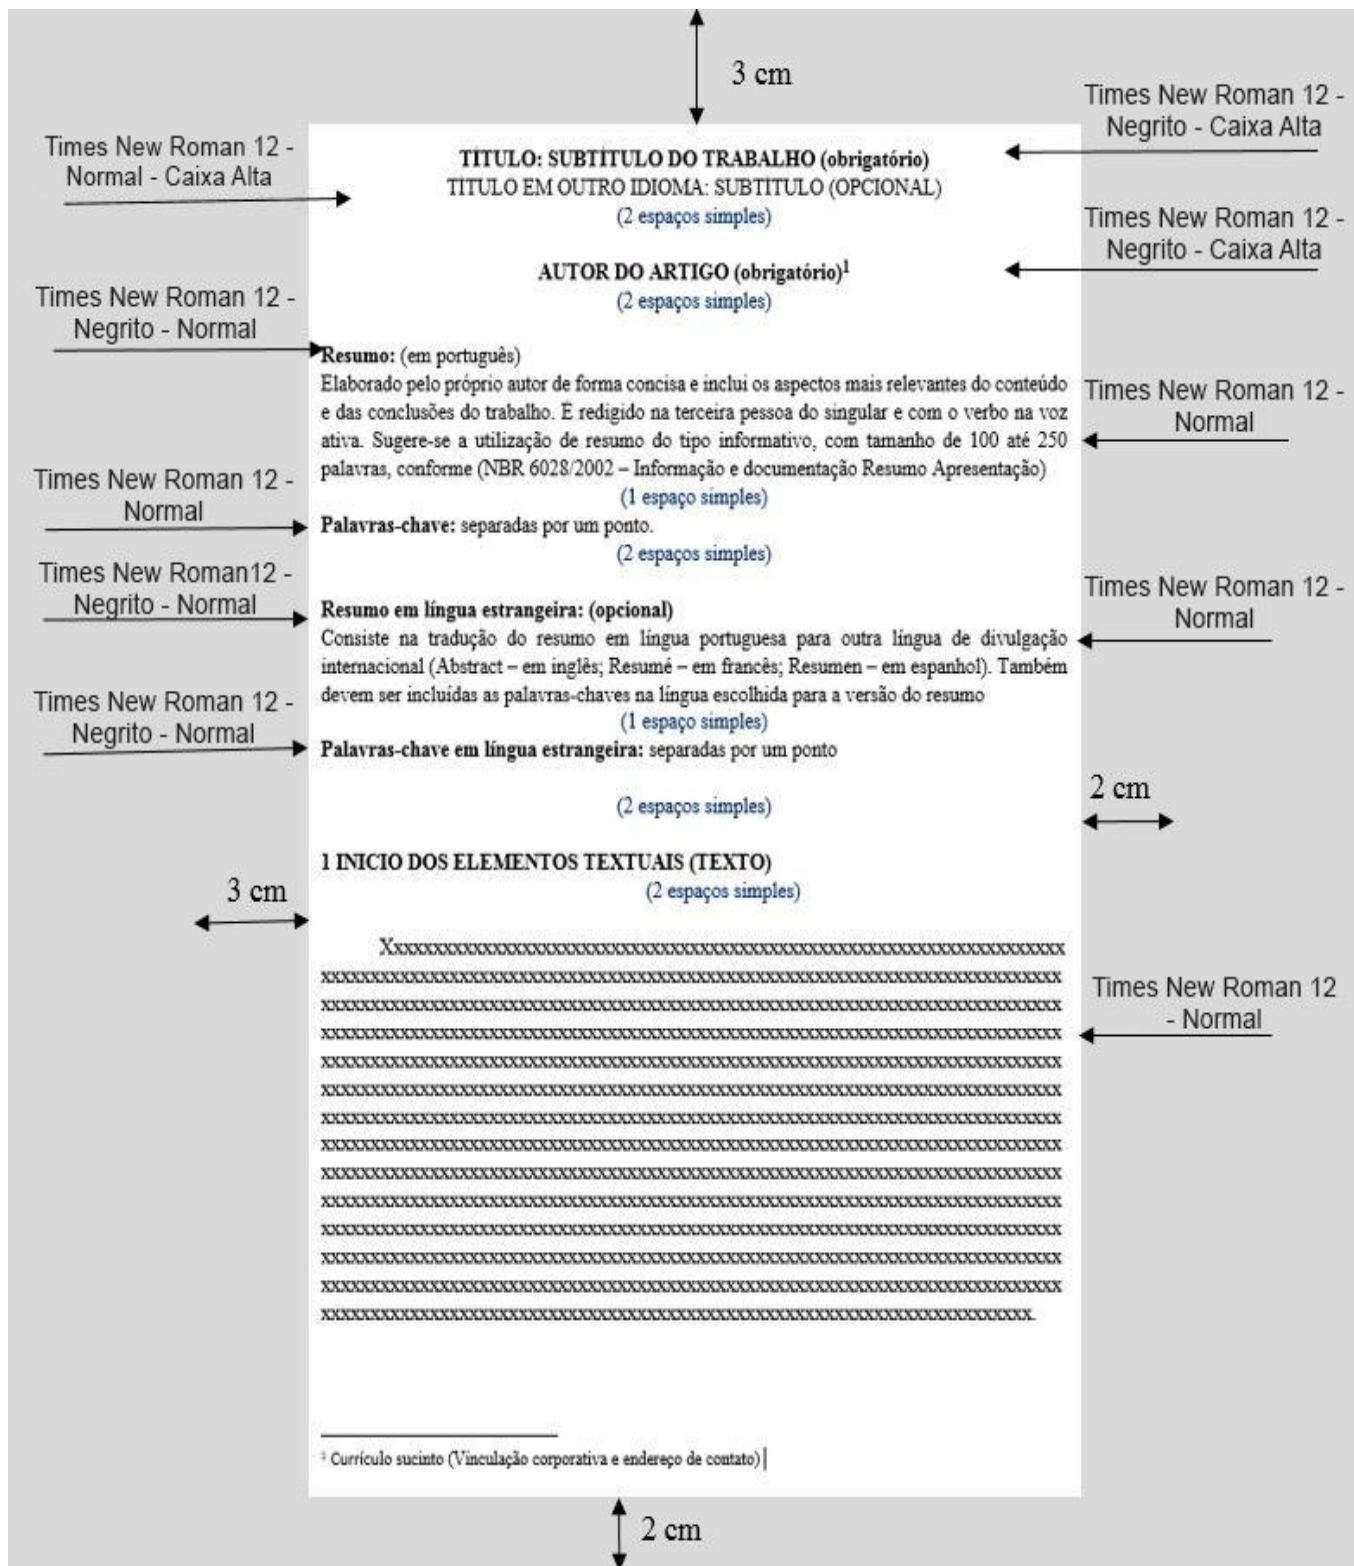 3 cm
Times New Roman 12 -
Negrito - Caixa Alta
Times New Roman 12 -
Normal - Caixa Alta
TÍTULO: SUBTÍTULO DO TRABALHO (obrigatório)
TÍTULO EM OUTRO IDIOMA: SUBTÍTULO (OPCIONAL)
(2 espaços simples)
Times New Roman 12 -
Negrito - Caixa Alta
AUTOR DO ARTIGO (obrigatório)¹
(2 espaços simples)
Times New Roman 12 -
Negrito - Normal
Resumo: (em português)
Elaborado pelo próprio autor de forma concisa e inclui os aspectos mais relevantes do conteúdo
e das conclusões do trabalho. É redigido na terceira pessoa do singular e com o verbo na voz
ativa. Sugere-se a utilização de resumo do tipo informativo, com tamanho de 100 até 250
palavras, conforme (NBR 6028/2002 – Informação e documentação Resumo Apresentação)
Times New Roman 12 -
Normal
(1 espaço simples)
Times New Roman 12 -
Normal
Palavras-chave: separadas por um ponto.
(2 espaços simples)
Times New Roman12 -
Negrito - Normal
Resumo em língua estrangeira: (opcional)
Consiste na tradução do resumo em língua portuguesa para outra língua de divulgação
internacional (Abstract – em inglês; Resumé – em francês; Resumen – em espanhol). Também
devem ser incluídas as palavras-chaves na língua escolhida para a versão do resumo
Times New Roman 12 -
Normal
(1 espaço simples)
Times New Roman 12 -
Negrito - Normal
Palavras-chave em língua estrangeira: separadas por um ponto
(2 espaços simples)
2 cm
1 INICIO DOS ELEMENTOS TEXTUAIS (TEXTO)
(2 espaços simples)
3 cm
Times New Roman 12
- Normal
¹ Currículo sucinto (Vinculação corporativa e endereço de contato)
2 cm